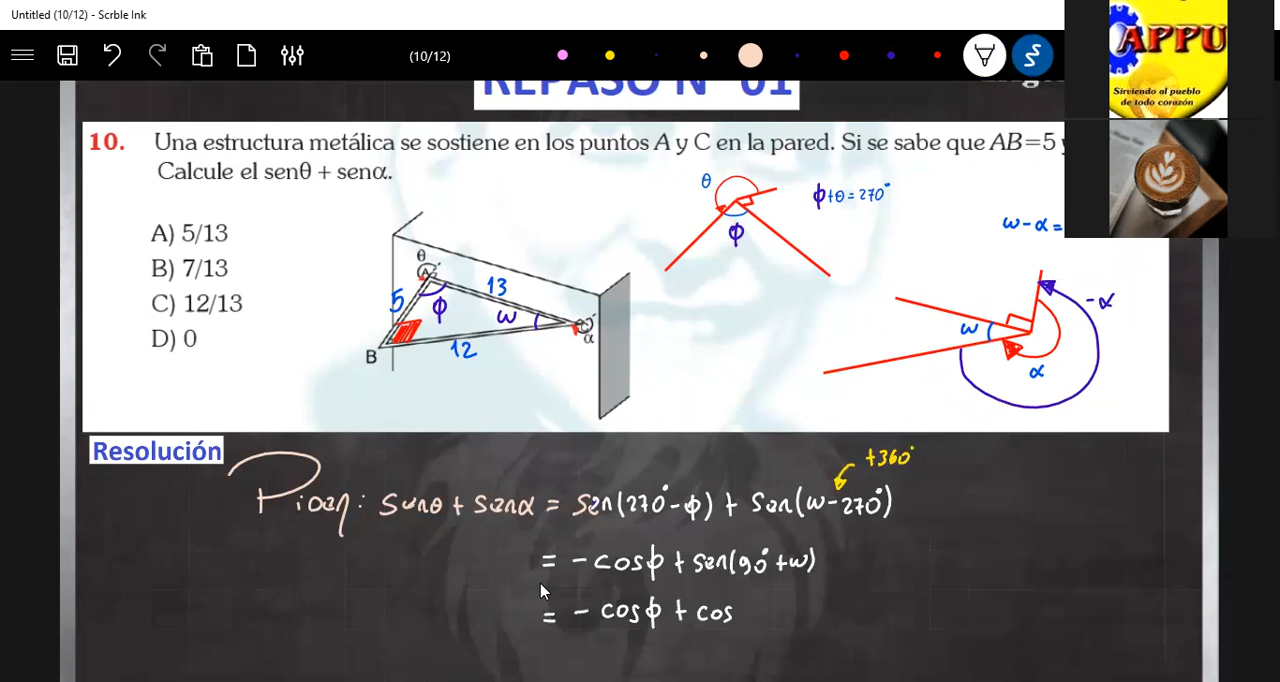 Untitled (10/12) - Scrble Ink
(10/12)
APPU
Sirviendo al pueblo
de todo corazón
REPASO N° 01
10. Una estructura metálica se sostiene en los puntos A y C en la pared. Si se sabe que AB=5 y
Calcule el senθ + senα.
A) 5/13
B) 7/13
C) 12/13
D) 0
θ
A
5
13
ϕ
ω
C
α
12
B
θ
ϕ+θ=270°
ϕ
ω-α=
ω
-α
α
Resolución
Piden: senθ + senα = sen(270°-ϕ) + sen(ω-270°)
+360°
= -cosϕ + sen(90°+ω)
= -cosϕ + cos